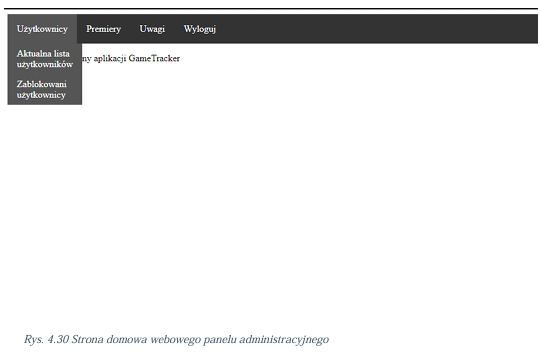 Użytkownicy Premiery Uwagi Wyloguj
Aktualna lista
użytkowników
ny aplikacji GameTracker
Zablokowani
użytkownicy
Rys. 4.30 Strona domowa webowego panelu administracyjnego